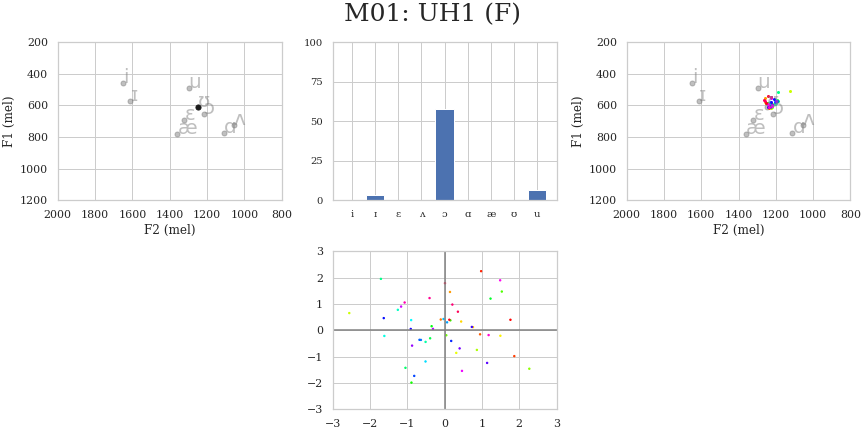 M01: UH1 (F)
200
400
600
800
1000
1200
F1 (mel)
2000 1800 1600 1400 1200 1000 800
F2 (mel)
i
ɪ
u
ʊ
ɔ
ɛ
æ
ɑ
ʌ
100
75
50
25
0
i ɪ ɛ ʌ ɔ ɑ æ ʊ u
200
400
600
800
1000
1200
F1 (mel)
2000 1800 1600 1400 1200 1000 800
F2 (mel)
i
ɪ
u
ʊ
ɔ
ɛ
æ
ɑ
ʌ
3
2
1
0
−1
−2
−3
−3 −2 −1 0 1 2 3